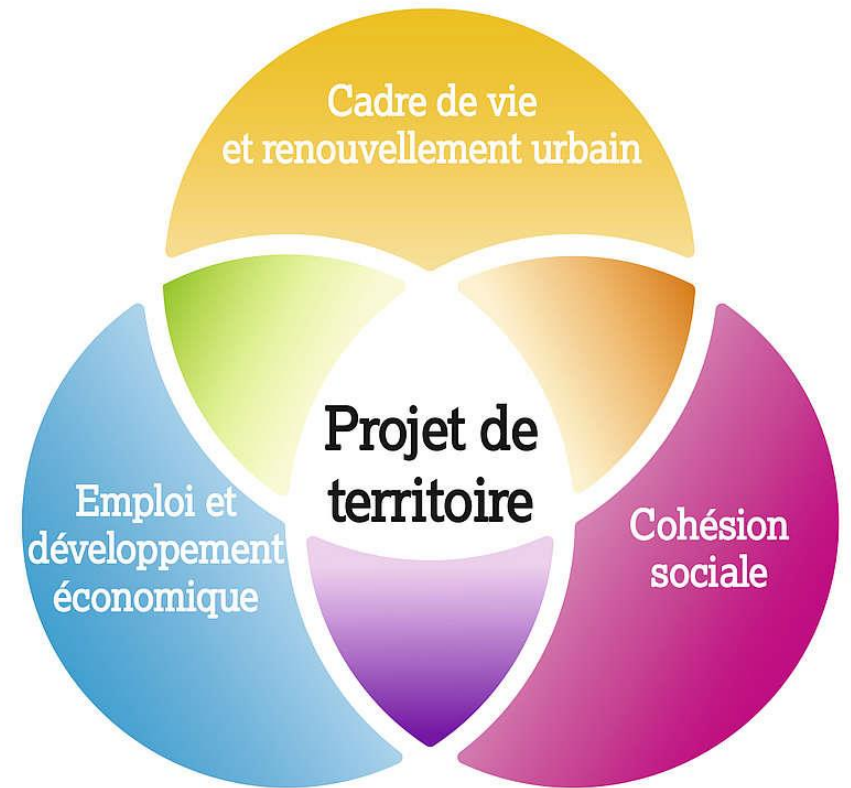 Cadre de vie
et renouvellement urbain
Projet de
territoire
Emploi et
développement
économique
Cohésion
sociale